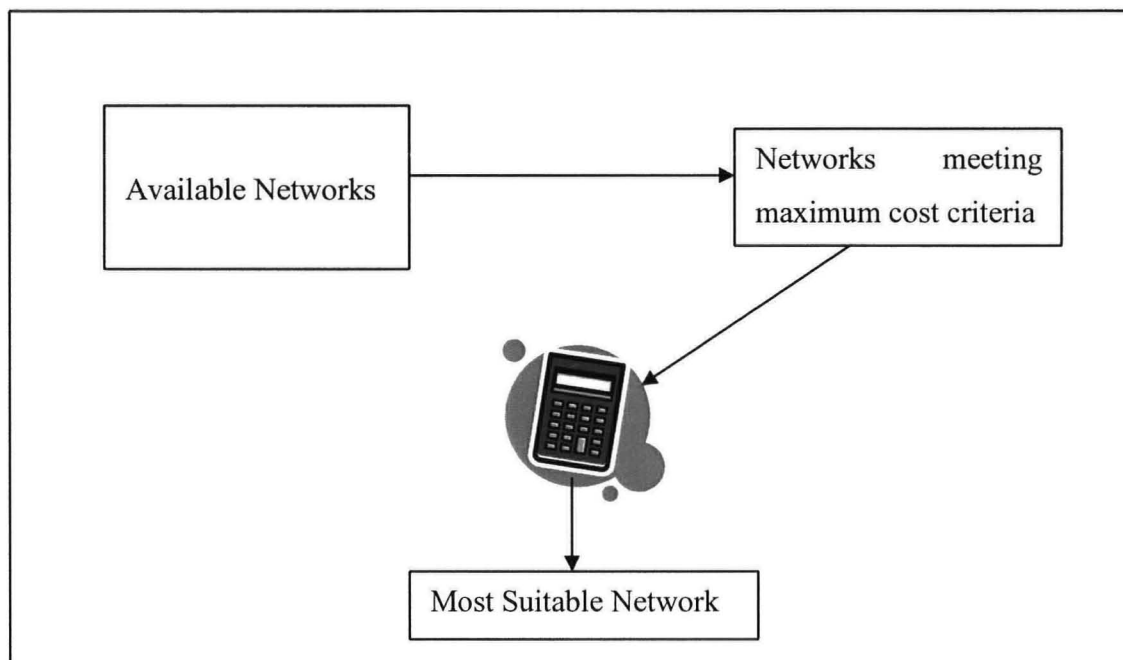 Available Networks
Networks meeting
maximum cost criteria
Most Suitable Network